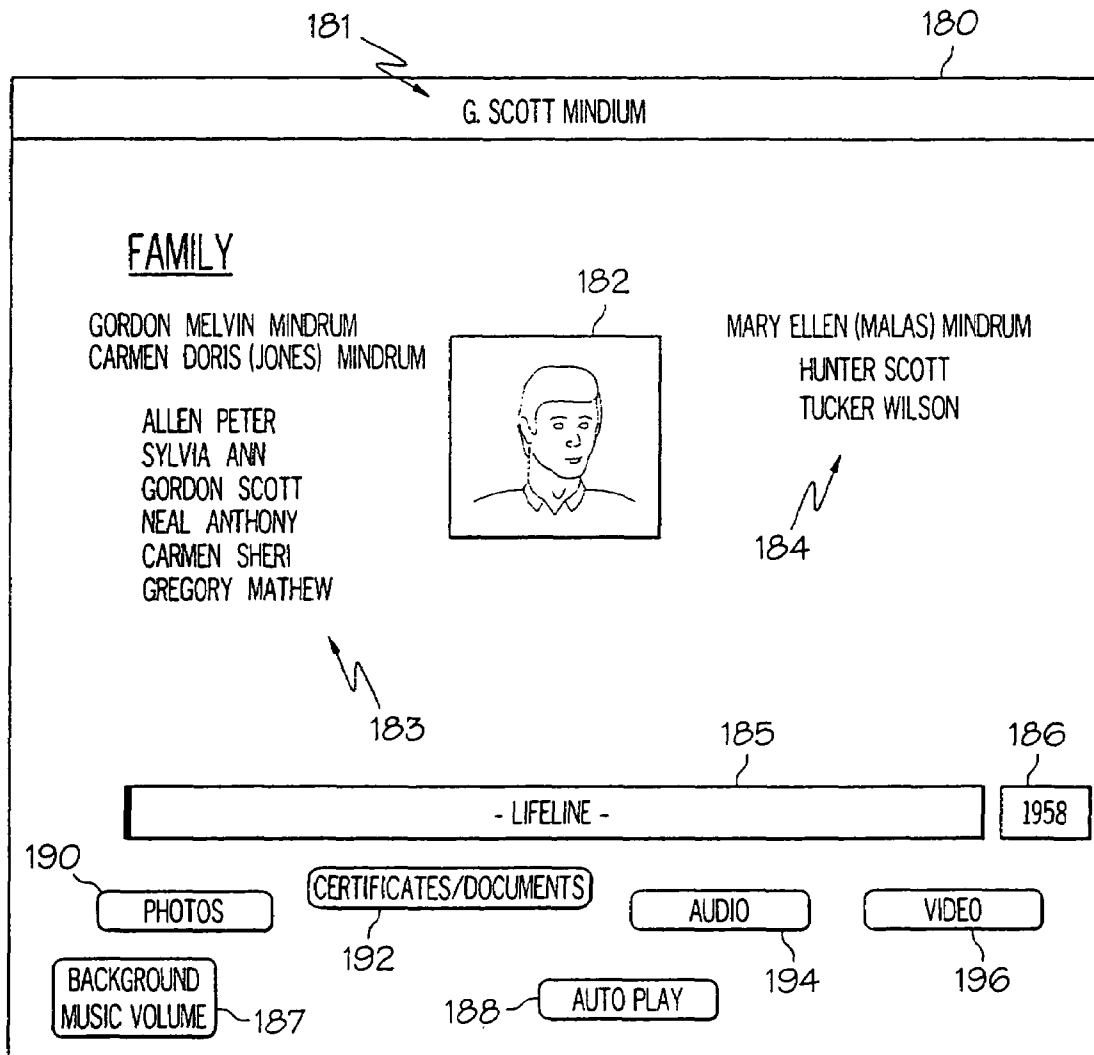 181
180
G. SCOTT MINDIUM
FAMILY
182
GORDON MELVIN MINDRUM
CARMEN DORIS (JONES) MINDRUM
ALLEN PETER
SYLVIA ANN
GORDON SCOTT
NEAL ANTHONY
CARMEN SHERI
GREGORY MATHEW
MARY ELLEN (MALAS) MINDRUM
HUNTER SCOTT
TUCKER WILSON
184
183
185
186
- LIFELINE -
1958
190
PHOTOS
CERTIFICATES/DOCUMENTS
192
AUDIO
194
VIDEO
196
BACKGROUND
MUSIC VOLUME
187
188
AUTO PLAY